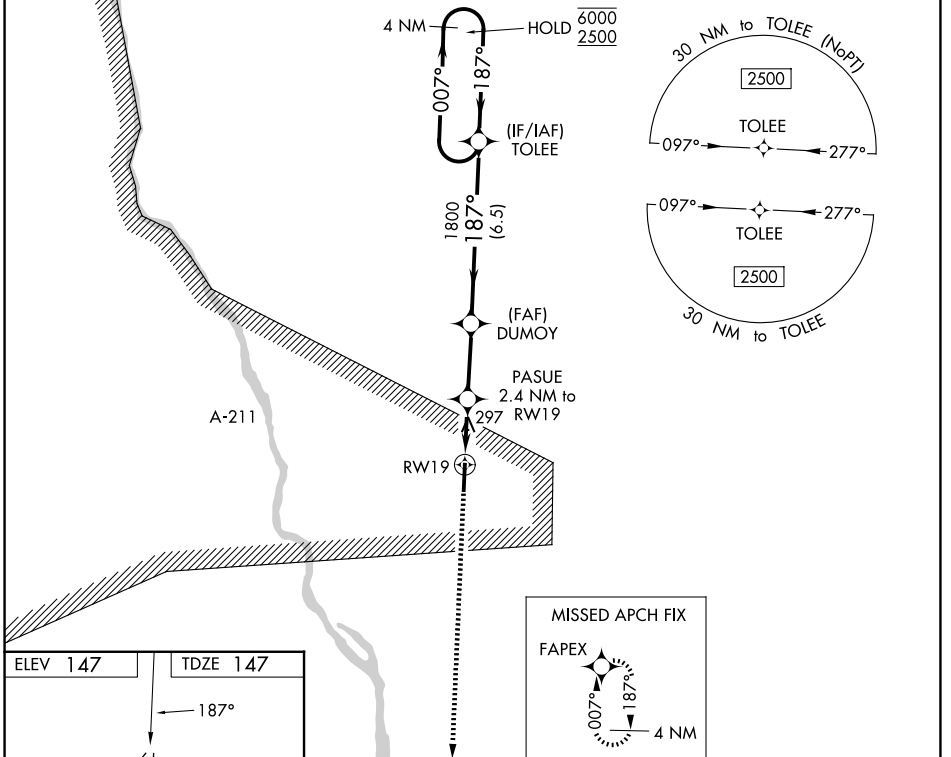 4 NM
HOLD
6000
2500
007°
187°
(IF/IAF)
TOLEE
1800
187°
(6.5)
(FAF)
DUMOY
PASUE
2.4 NM to
RW19
297
RW19
A-211
30 NM to TOLEE (NoPT)
2500
TOLEE
097°
277°
097°
277°
TOLEE
2500
30 NM to TOLEE
MISSED APCH FIX
FAPEX
007°
187°
4 NM
ELEV 147
TDZE 147
187°